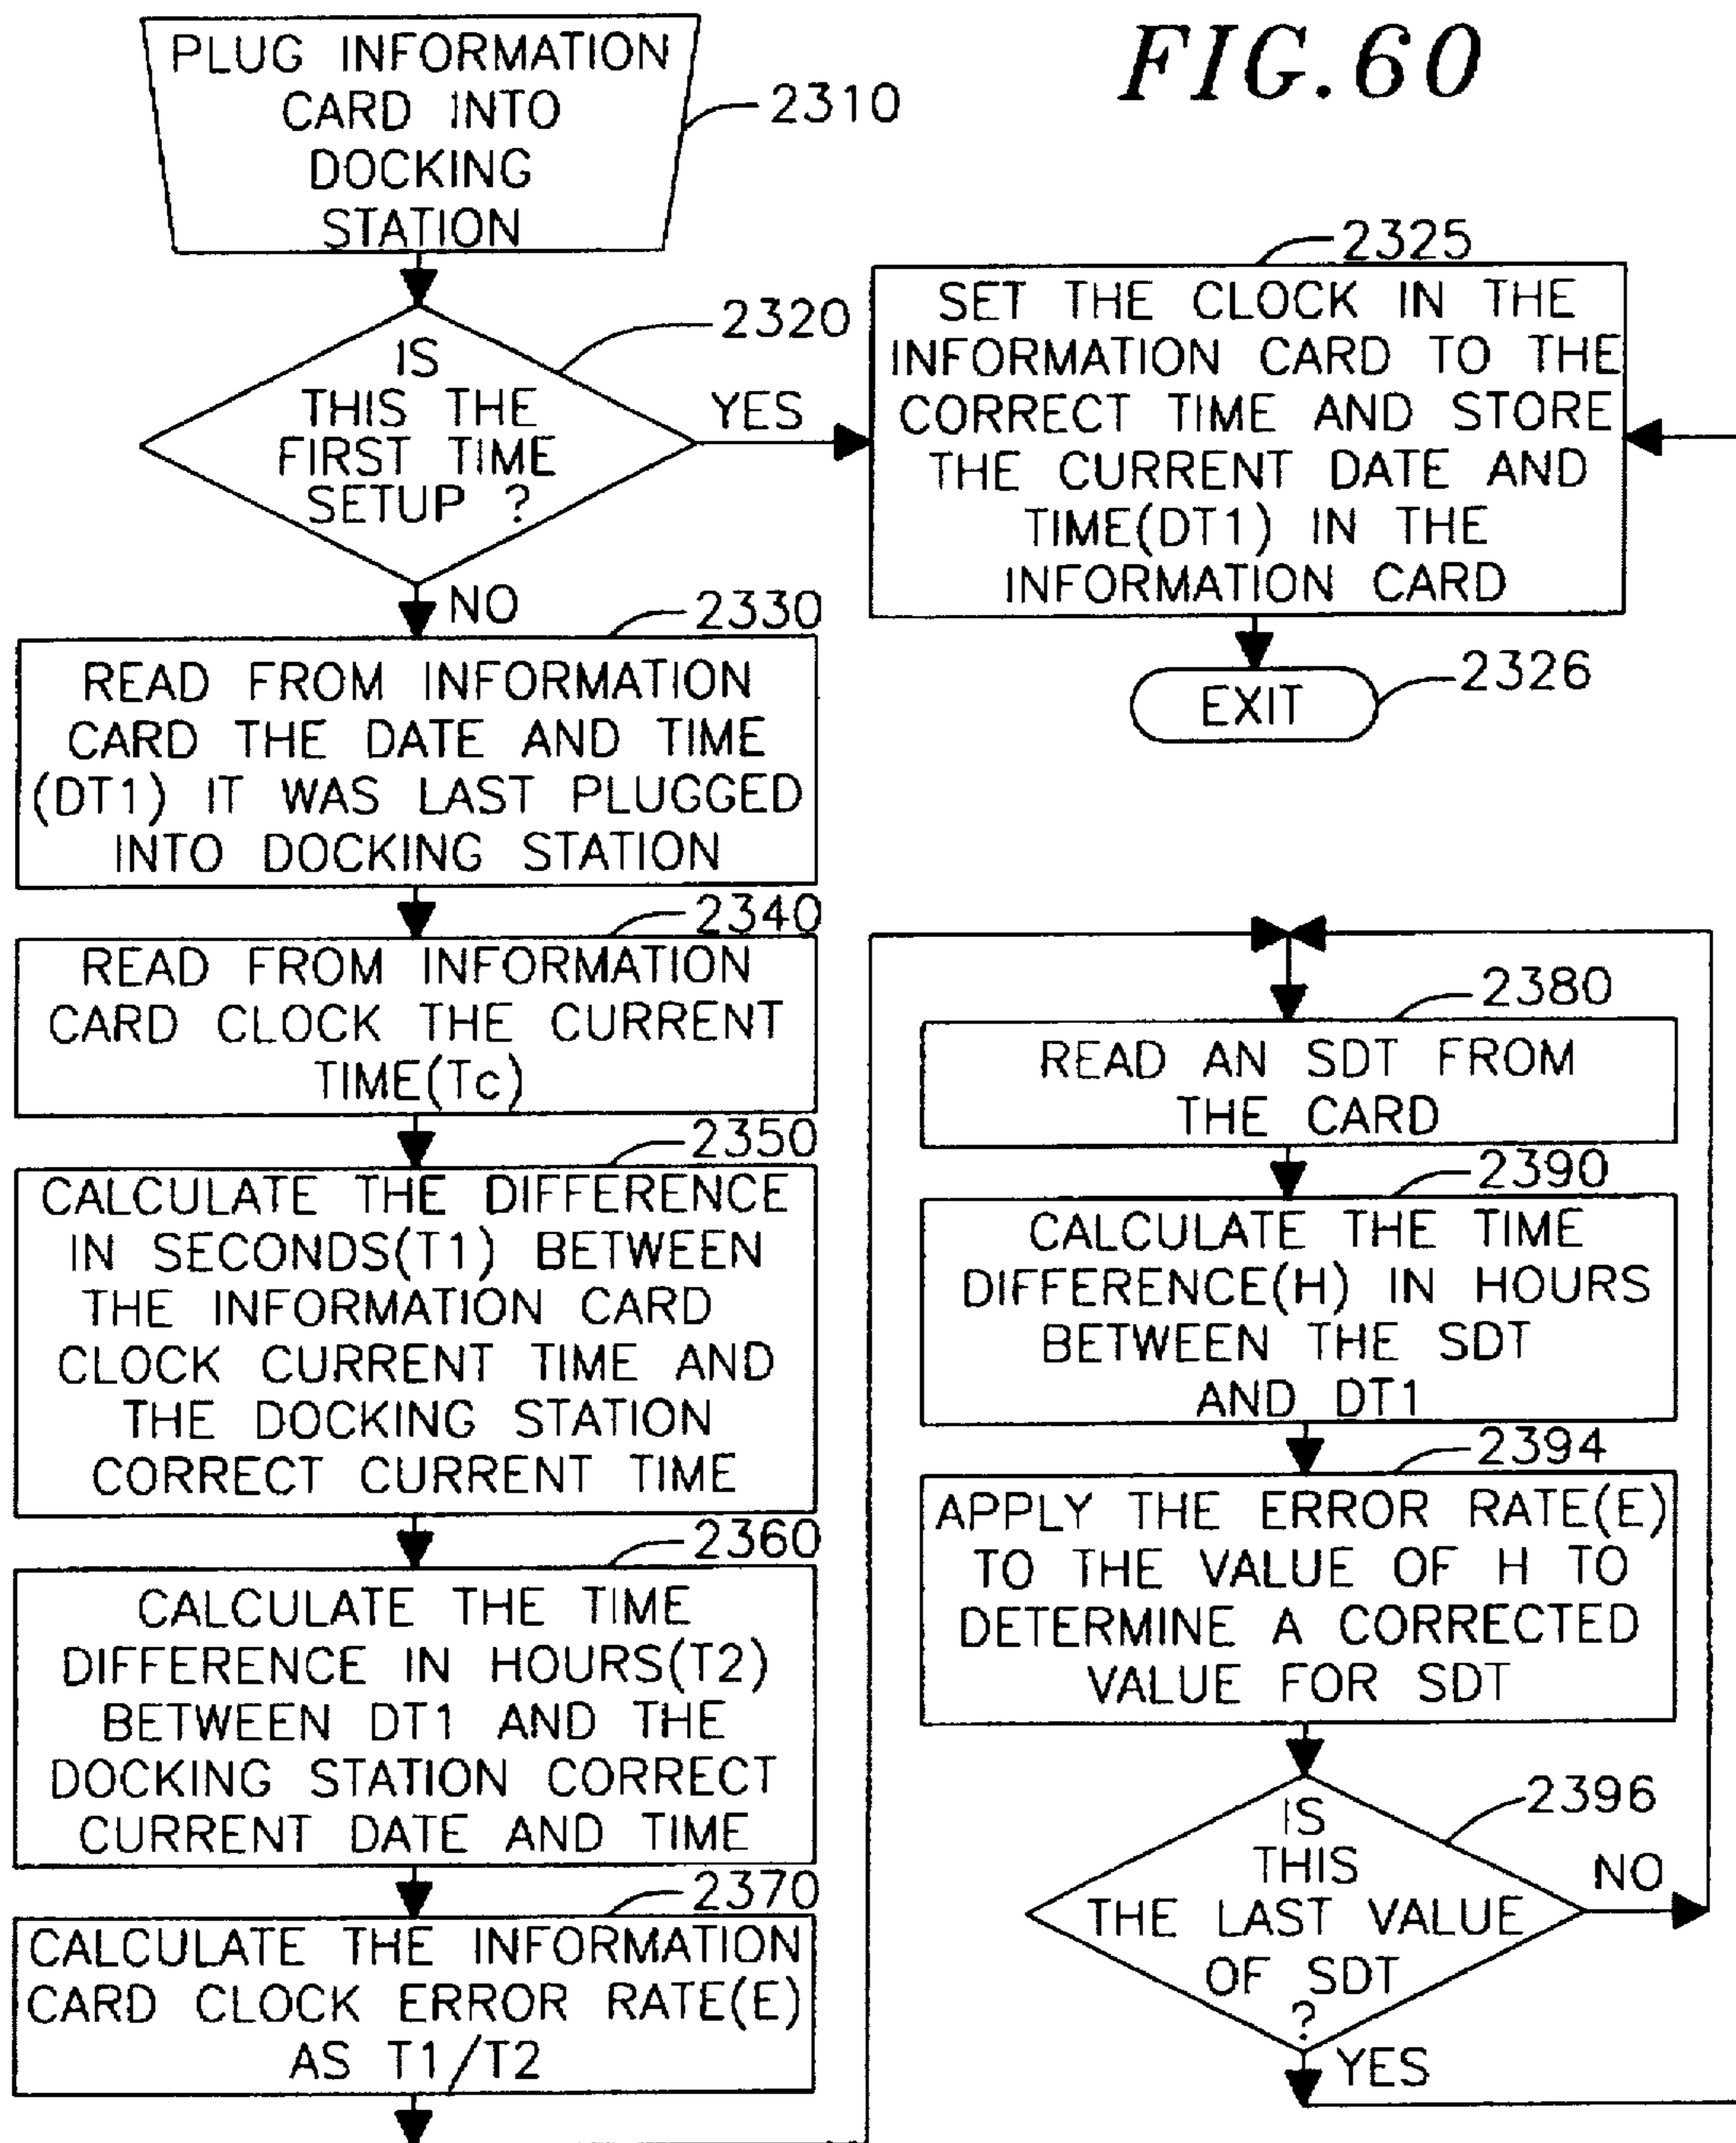 FIG.60
PLUG INFORMATION
CARD INTO
DOCKING
STATION
2310
IS
THIS THE
FIRST TIME
SETUP ?
2320
YES
NO
2325
SET THE CLOCK IN THE
INFORMATION CARD TO THE
CORRECT TIME AND STORE
THE CURRENT DATE AND
TIME(DT1) IN THE
INFORMATION CARD
EXIT
2326
2330
READ FROM INFORMATION
CARD THE DATE AND TIME
(DT1) IT WAS LAST PLUGGED
INTO DOCKING STATION
2340
READ FROM INFORMATION
CARD CLOCK THE CURRENT
TIME(Tc)
2350
CALCULATE THE DIFFERENCE
IN SECONDS(T1) BETWEEN
THE INFORMATION CARD
CLOCK CURRENT TIME AND
THE DOCKING STATION
CORRECT CURRENT TIME
2360
CALCULATE THE TIME
DIFFERENCE IN HOURS(T2)
BETWEEN DT1 AND THE
DOCKING STATION CORRECT
CURRENT DATE AND TIME
2370
CALCULATE THE INFORMATION
CARD CLOCK ERROR RATE(E)
AS T1/T2
2380
READ AN SDT FROM
THE CARD
2390
CALCULATE THE TIME
DIFFERENCE(H) IN HOURS
BETWEEN THE SDT
AND DT1
2394
APPLY THE ERROR RATE(E)
TO THE VALUE OF H TO
DETERMINE A CORRECTED
VALUE FOR SDT
2396
IS
THIS
THE LAST VALUE
OF SDT
?
NO
YES